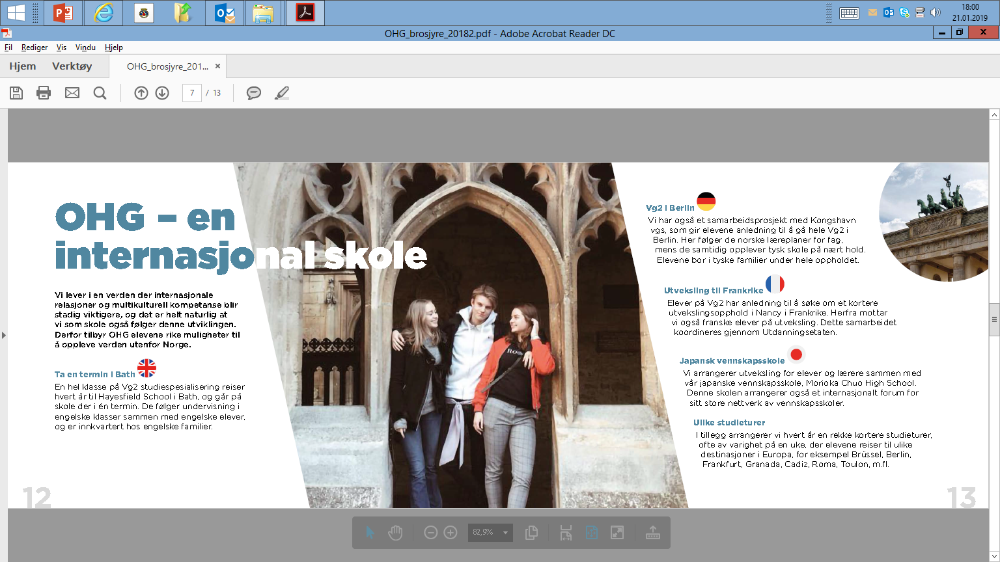 18:00
21.01.2019
OHG_brosjyre_20182.pdf - Adobe Acrobat Reader DC
Fil Rediger Vis Vindu Hjelp
Hjem Verktøy OHG_brosjyre_201... ×
7 / 13
OHG – en
internasjonal skole
Vi lever i en verden der internasjonale
relasjoner og multikulturell kompetanse blir
stadig viktigere, og det er helt naturlig at
vi som skole også følger denne utviklingen.
Derfor tilbyr OHG elevene rike muligheter til
å oppleve verden utenfor Norge.
Ta en termin i Bath
En hel klasse på Vg2 studiespesialisering reiser
hvert år til Hayesfield School i Bath, og går på
skole der i én termin. De følger undervisning i
engelske klasser sammen med engelske elever,
og er innkvartert hos engelske familier.
12
Vg2 i Berlin
Vi har også et samarbeidsprosjekt med Kongshavn
vgs, som gir elevene anledning til å gå hele Vg2 i
Berlin. Her følger de norske læreplaner for fag,
mens de samtidig opplever tysk skole på nært hold.
Elevene bor i tyske familier under hele oppholdet.
Utveksling til Frankrike
Elever på Vg2 har anledning til å søke om et kortere
utvekslingsopphold i Nancy i Frankrike. Herfra mottar
vi også franske elever på utveksling. Dette samarbeidet
koordineres gjennom Utdanningsetaten.
Japansk vennskapsskole
Vi arrangerer utveksling for elever og lærere sammen med
vår japanske vennskapsskole, Morioka Chuo High School.
Denne skolen arrangerer også et internasjonalt forum for
sitt store nettverk av vennskapsskoler.
Ulike studieturer
I tillegg arrangerer vi hvert år en rekke kortere studieturer,
ofte av varighet på en uke, der elevene reiser til ulike
destinasjoner i Europa, for eksempel Brüssel, Berlin,
Frankfurt, Granada, Cadiz, Roma, Toulon, m.fl.
13
82,9%